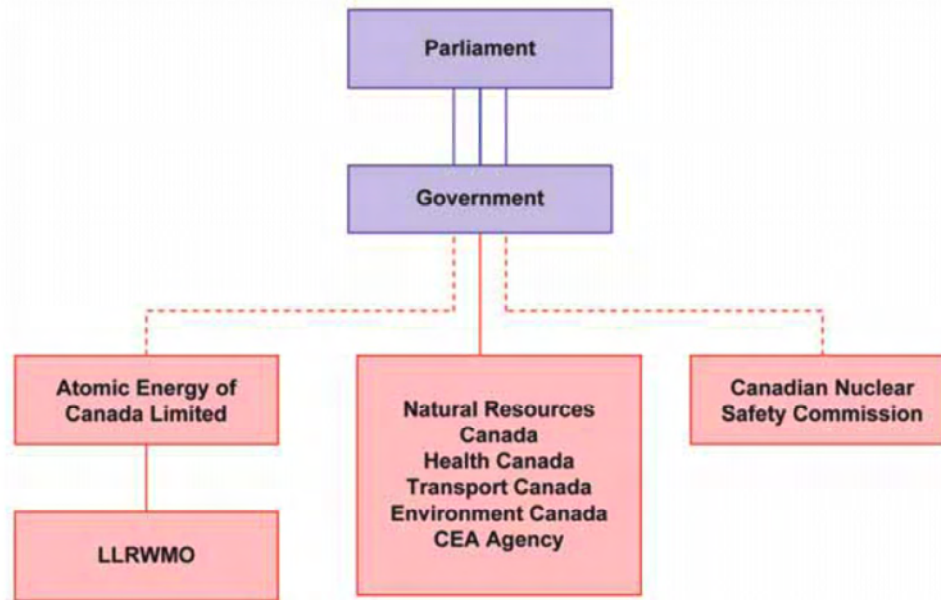 Parliament
Government
Atomic Energy of
Canada Limited
Natural Resources
Canada
Health Canada
Transport Canada
Environment Canada
CEA Agency
Canadian Nuclear
Safety Commission
LLRWMO